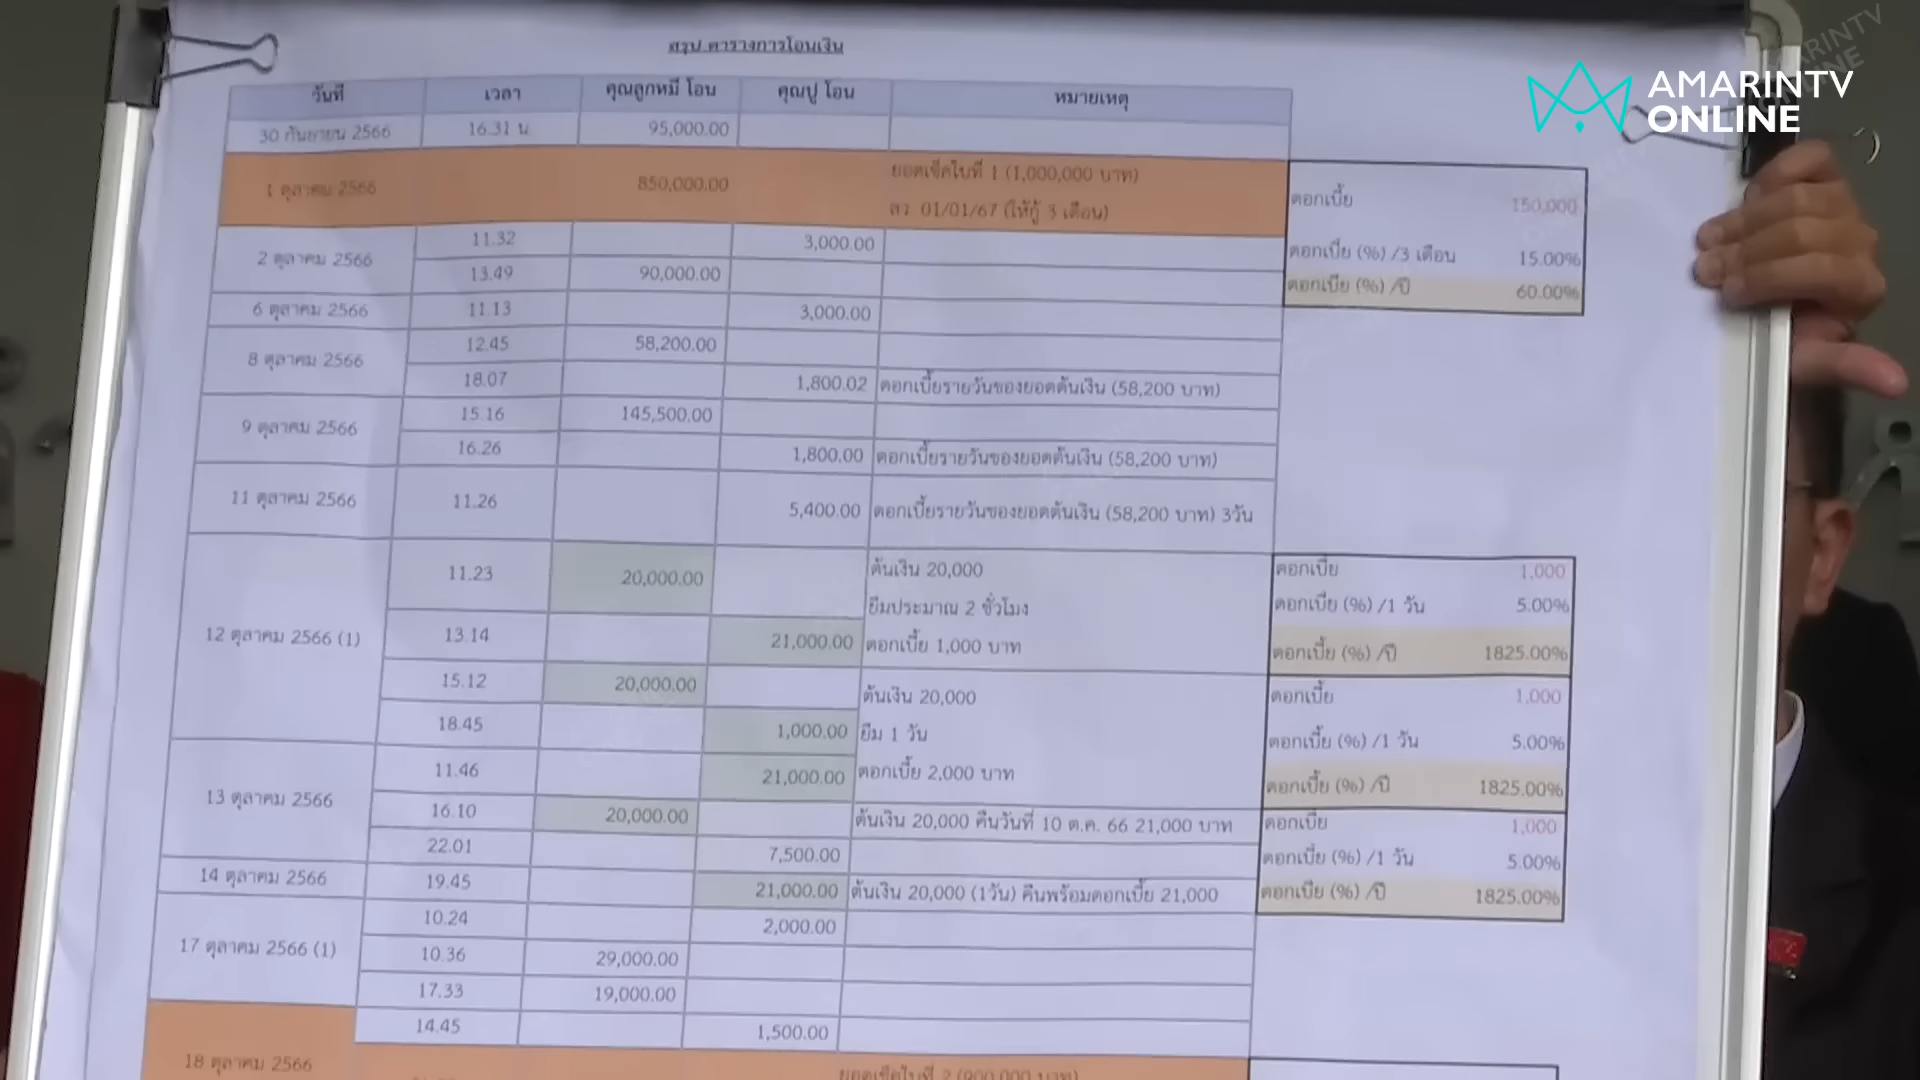 สรุป ตารางการโอนเงิน
AMARINTV
ONLINE
วันที่ เวลา คุณลูกหมี โอน คุณปู โอน หมายเหตุ
30 กันยายน 2566 16.31 น 95,000.00
1 ตุลาคม 2566 850,000.00 ยอดเช็คใบที่ 1 (1,000,000 บาท)
ลว 01/01/67 (ให้กู้ 3 เดือน)
ดอกเบี้ย 150,000
ดอกเบี้ย (%) /3 เดือน 15.00%
ดอกเบี้ย (%) /ปี 60.00%
2 ตุลาคม 2566 11.32 3,000.00
13.49 90,000.00
6 ตุลาคม 2566 11.13 3,000.00
8 ตุลาคม 2566 12.45 58,200.00
18.07 1,800.02 ดอกเบี้ยรายวันของยอดต้นเงิน (58,200 บาท)
9 ตุลาคม 2566 15.16 145,500.00
16.26 1,800.00 ดอกเบี้ยรายวันของยอดต้นเงิน (58,200 บาท)
11 ตุลาคม 2566 11.26 5,400.00 ดอกเบี้ยรายวันของยอดต้นเงิน (58,200 บาท) 3วัน
12 ตุลาคม 2566 (1) 11.23 20,000.00 ต้นเงิน 20,000
ยืมประมาณ 2 ชั่วโมง
13.14 21,000.00 ดอกเบี้ย 1,000 บาท
ดอกเบี้ย 1,000
ดอกเบี้ย (%) /1 วัน 5.00%
ดอกเบี้ย (%) /ปี 1825.00%
15.12 20,000.00 ต้นเงิน 20,000
18.45 1,000.00 ยืม 1 วัน
13 ตุลาคม 2566 11.46 21,000.00 ดอกเบี้ย 2,000 บาท
ดอกเบี้ย 1,000
ดอกเบี้ย (%) /1 วัน 5.00%
ดอกเบี้ย (%) /ปี 1825.00%
16.10 20,000.00 ต้นเงิน 20,000 คืนวันที่ 10 ต.ค. 66 21,000 บาท
22.01 7,500.00
14 ตุลาคม 2566 19.45 21,000.00 ต้นเงิน 20,000 (1วัน) คืนพร้อมดอกเบี้ย 21,000
ดอกเบี้ย 1,000
ดอกเบี้ย (%) /1 วัน 5.00%
ดอกเบี้ย (%) /ปี 1825.00%
17 ตุลาคม 2566 (1) 10.24 2,000.00
10.36 29,000.00
17.33 19,000.00
14.45 1,500.00
18 ตุลาคม 2566 ยอดเช็คใบที่ 2 (900,000 บาท)